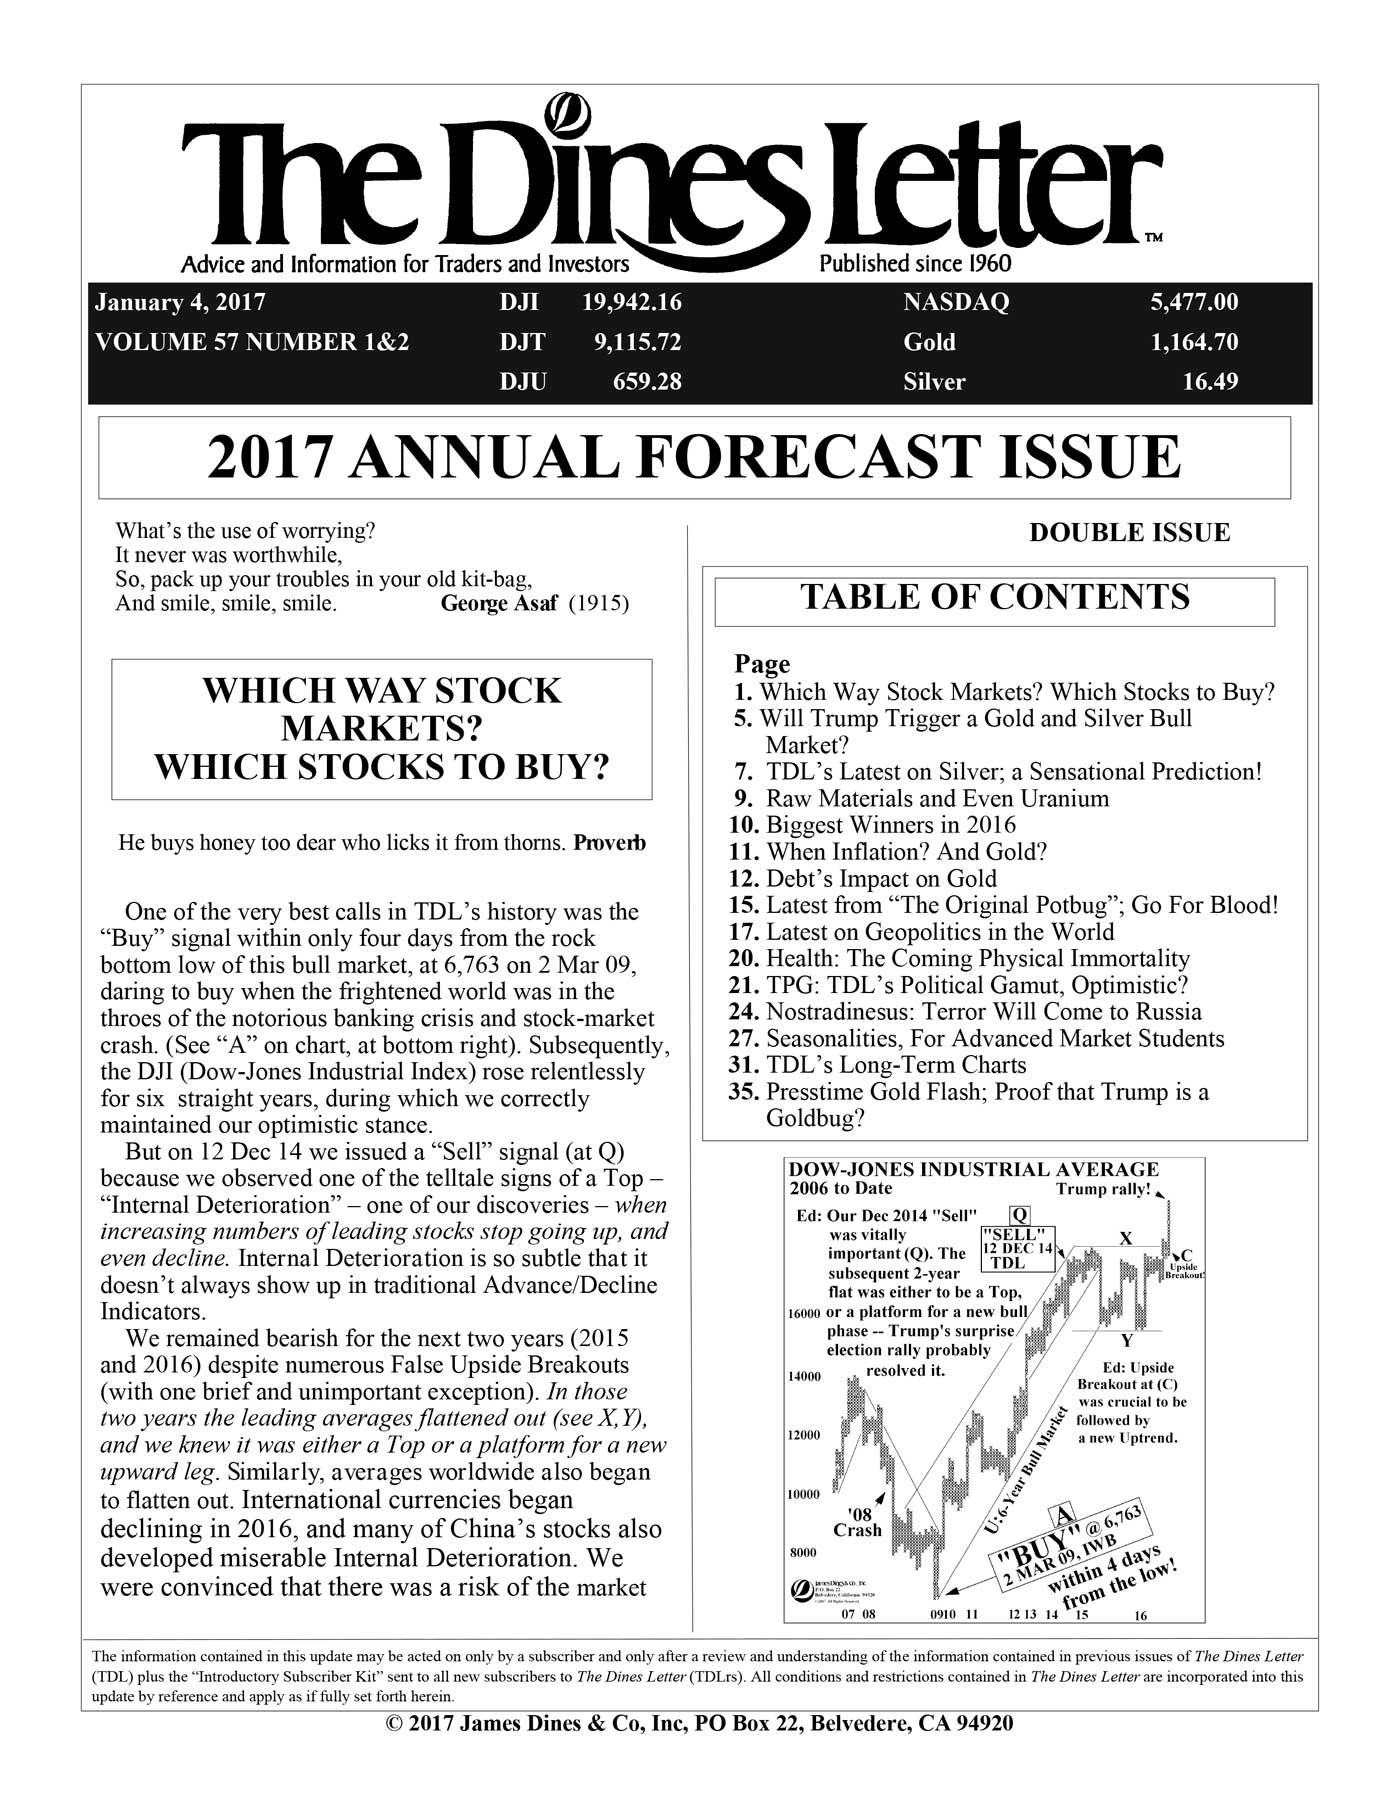 The Dines Letter™
Advice and Information for Traders and Investors
Published since 1960
January 4, 2017 DJI 19,942.16 NASDAQ 5,477.00
VOLUME 57 NUMBER 1&2 DJT 9,115.72 Gold 1,164.70
DJU 659.28 Silver 16.49
2017 ANNUAL FORECAST ISSUE
What's the use of worrying?
It never was worthwhile,
So, pack up your troubles in your old kit-bag,
And smile, smile, smile. George Asaf (1915)
WHICH WAY STOCK
MARKETS?
WHICH STOCKS TO BUY?
He buys honey too dear who licks it from thorns. Proverb
One of the very best calls in TDL's history was the
“Buy” signal within only four days from the rock
bottom low of this bull market, at 6,763 on 2 Mar 09,
daring to buy when the frightened world was in the
throes of the notorious banking crisis and stock-market
crash. (See “A” on chart, at bottom right). Subsequently,
the DJI (Dow-Jones Industrial Index) rose relentlessly
for six straight years, during which we correctly
maintained our optimistic stance.
But on 12 Dec 14 we issued a “Sell” signal (at Q)
because we observed one of the telltale signs of a Top –
“Internal Deterioration” – one of our discoveries – when
increasing numbers of leading stocks stop going up, and
even decline. Internal Deterioration is so subtle that it
doesn't always show up in traditional Advance/Decline
Indicators.
We remained bearish for the next two years (2015
and 2016) despite numerous False Upside Breakouts
(with one brief and unimportant exception). In those
two years the leading averages flattened out (see X,Y),
and we knew it was either a Top or a platform for a new
upward leg. Similarly, averages worldwide also began
to flatten out. International currencies began
declining in 2016, and many of China's stocks also
developed miserable Internal Deterioration. We
were convinced that there was a risk of the market
DOUBLE ISSUE
TABLE OF CONTENTS
Page
1. Which Way Stock Markets? Which Stocks to Buy?
5. Will Trump Trigger a Gold and Silver Bull
Market?
7. TDL's Latest on Silver; a Sensational Prediction!
9. Raw Materials and Even Uranium
10. Biggest Winners in 2016
11. When Inflation? And Gold?
12. Debt's Impact on Gold
15. Latest from “The Original Potbug”; Go For Blood!
17. Latest on Geopolitics in the World
20. Health: The Coming Physical Immortality
21. TPG: TDL's Political Gamut, Optimistic?
24. Nostradinesus: Terror Will Come to Russia
27. Seasonalities, For Advanced Market Students
31. TDL's Long-Term Charts
35. Presstime Gold Flash; Proof that Trump is a
Goldbug?
DOW-JONES INDUSTRIAL AVERAGE
2006 to Date
Trump rally!
Ed: Our Dec 2014 "Sell"
was vitally
important (Q). The
subsequent 2-year
flat was either to be a Top,
or a platform for a new bull
phase -- Trump's surprise
election rally probably
resolved it.
Q
"SELL"
12 DEC 14
TDL
X
C
Upside
Breakout!
Y
Ed: Upside
Breakout at (C)
was crucial to be
followed by
a new Uptrend.
16000
14000
12000
10000
8000
'08
Crash
U:6-Year Bull Market
A
"BUY" @ 6,763
2 MAR 09, IWB
within 4 days
from the low!
James Dines & Co., Inc.
P.O. Box 22
Belvedere, California 94920
07 08 0910 11 12 13 14 15 16
The information contained in this update may be acted on only by a subscriber and only after a review and understanding of the information contained in previous issues of The Dines Letter
(TDL) plus the “Introductory Subscriber Kit” sent to all new subscribers to The Dines Letter (TDLrs). All conditions and restrictions contained in The Dines Letter are incorporated into this
update by reference and apply as if fully set forth herein.
© 2017 James Dines & Co, Inc, PO Box 22, Belvedere, CA 94920